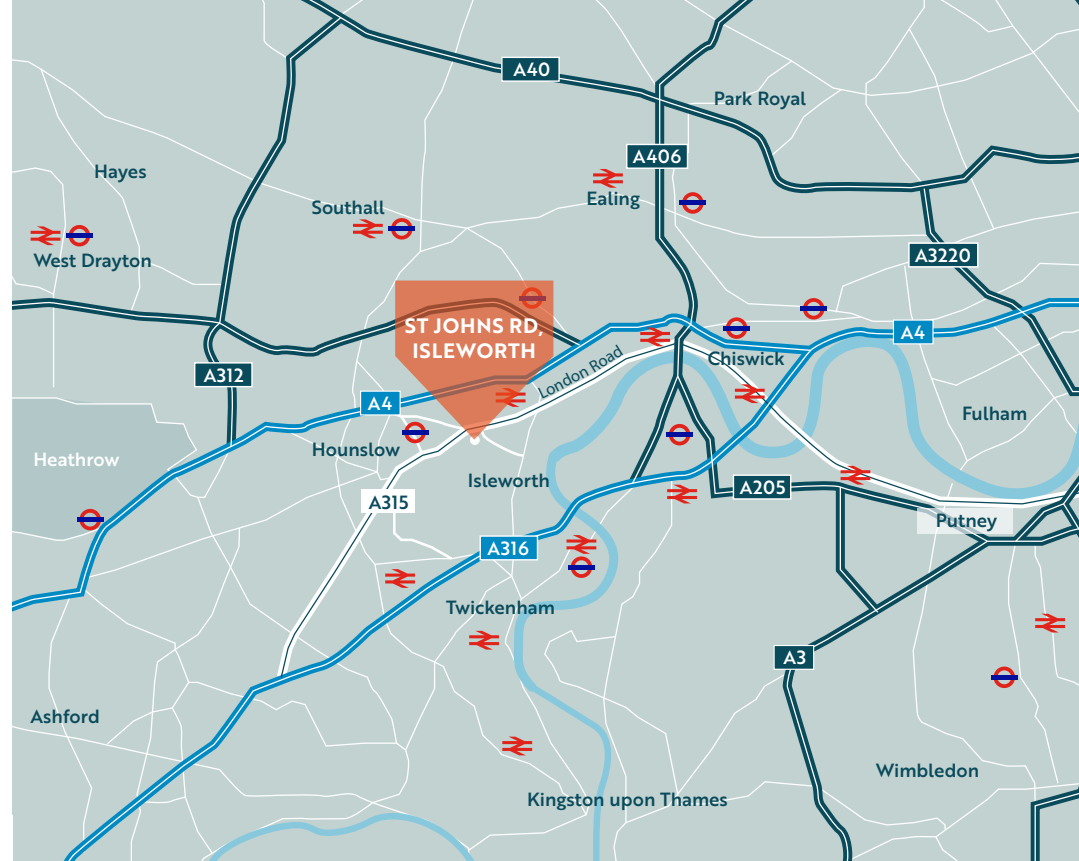 A40
Park Royal
A406
Hayes
Ealing
Southall
A3220
West Drayton
ST JOHNS RD,
ISLEWORTH
A4
London Road
Chiswick
A312
A4
Fulham
Hounslow
Heathrow
Isleworth
A205
A315
Putney
A316
Twickenham
A3
Ashford
Wimbledon
Kingston upon Thames